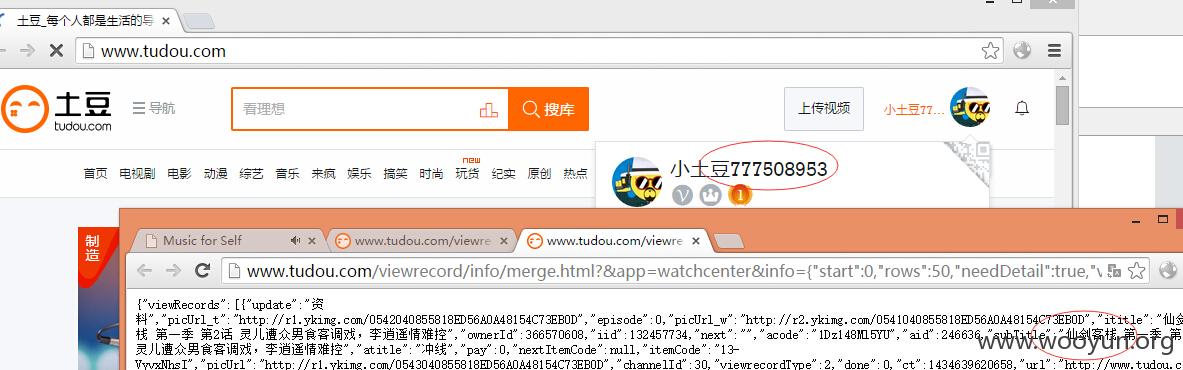 土豆_每个人都是生活的导
www.tudou.com
土豆
tudou.com
导航
看理想
搜库
上传视频
小土豆77...
首页 电视剧 电影 动漫 综艺 音乐 来疯 娱乐 搞笑 时尚 玩货 new 纪实 原创 热点
小土豆777508953
V
1
制造
Music for Self
www.tudou.com/viewre
www.tudou.com/viewre
www.tudou.com/viewrecord/info/merge.html?&app=watchcenter&info={"start":0,"rows":50,"needDetail":true,"v
{"viewRecords":[{"update":"资
料","picUrl_t":"http://r1.ykimg.com/0542040855818ED56A0A48154C73EB0D","episode":0,"picUrl_w":"http://r2.ykimg.com/0541040855818ED56A0A48154C73EB0D","ititle":"仙剑
栈 第一季 第2话 灵儿遭众男食客调戏，李逍遥情难控","ownerId":366570608,"iid":132457734,"next":"","acode":"1Dz148ML5YU","aid":246636,"subTitle":"仙剑客栈 第一季 第
灵儿遭众男食客调戏，李逍遥情难控","atitle":"冲线","pay":0,"nextItemCode":null,"itemCode":"13-
VyvxNhsI","picUrl":"http://r1.ykimg.com/0543040855818ED56A0A48154C73EB0D","channelId":30,"viewrecordType":2,"done":0,"ct":1434639620658,"url":"http://www.tudou.c
www.wooyun.org